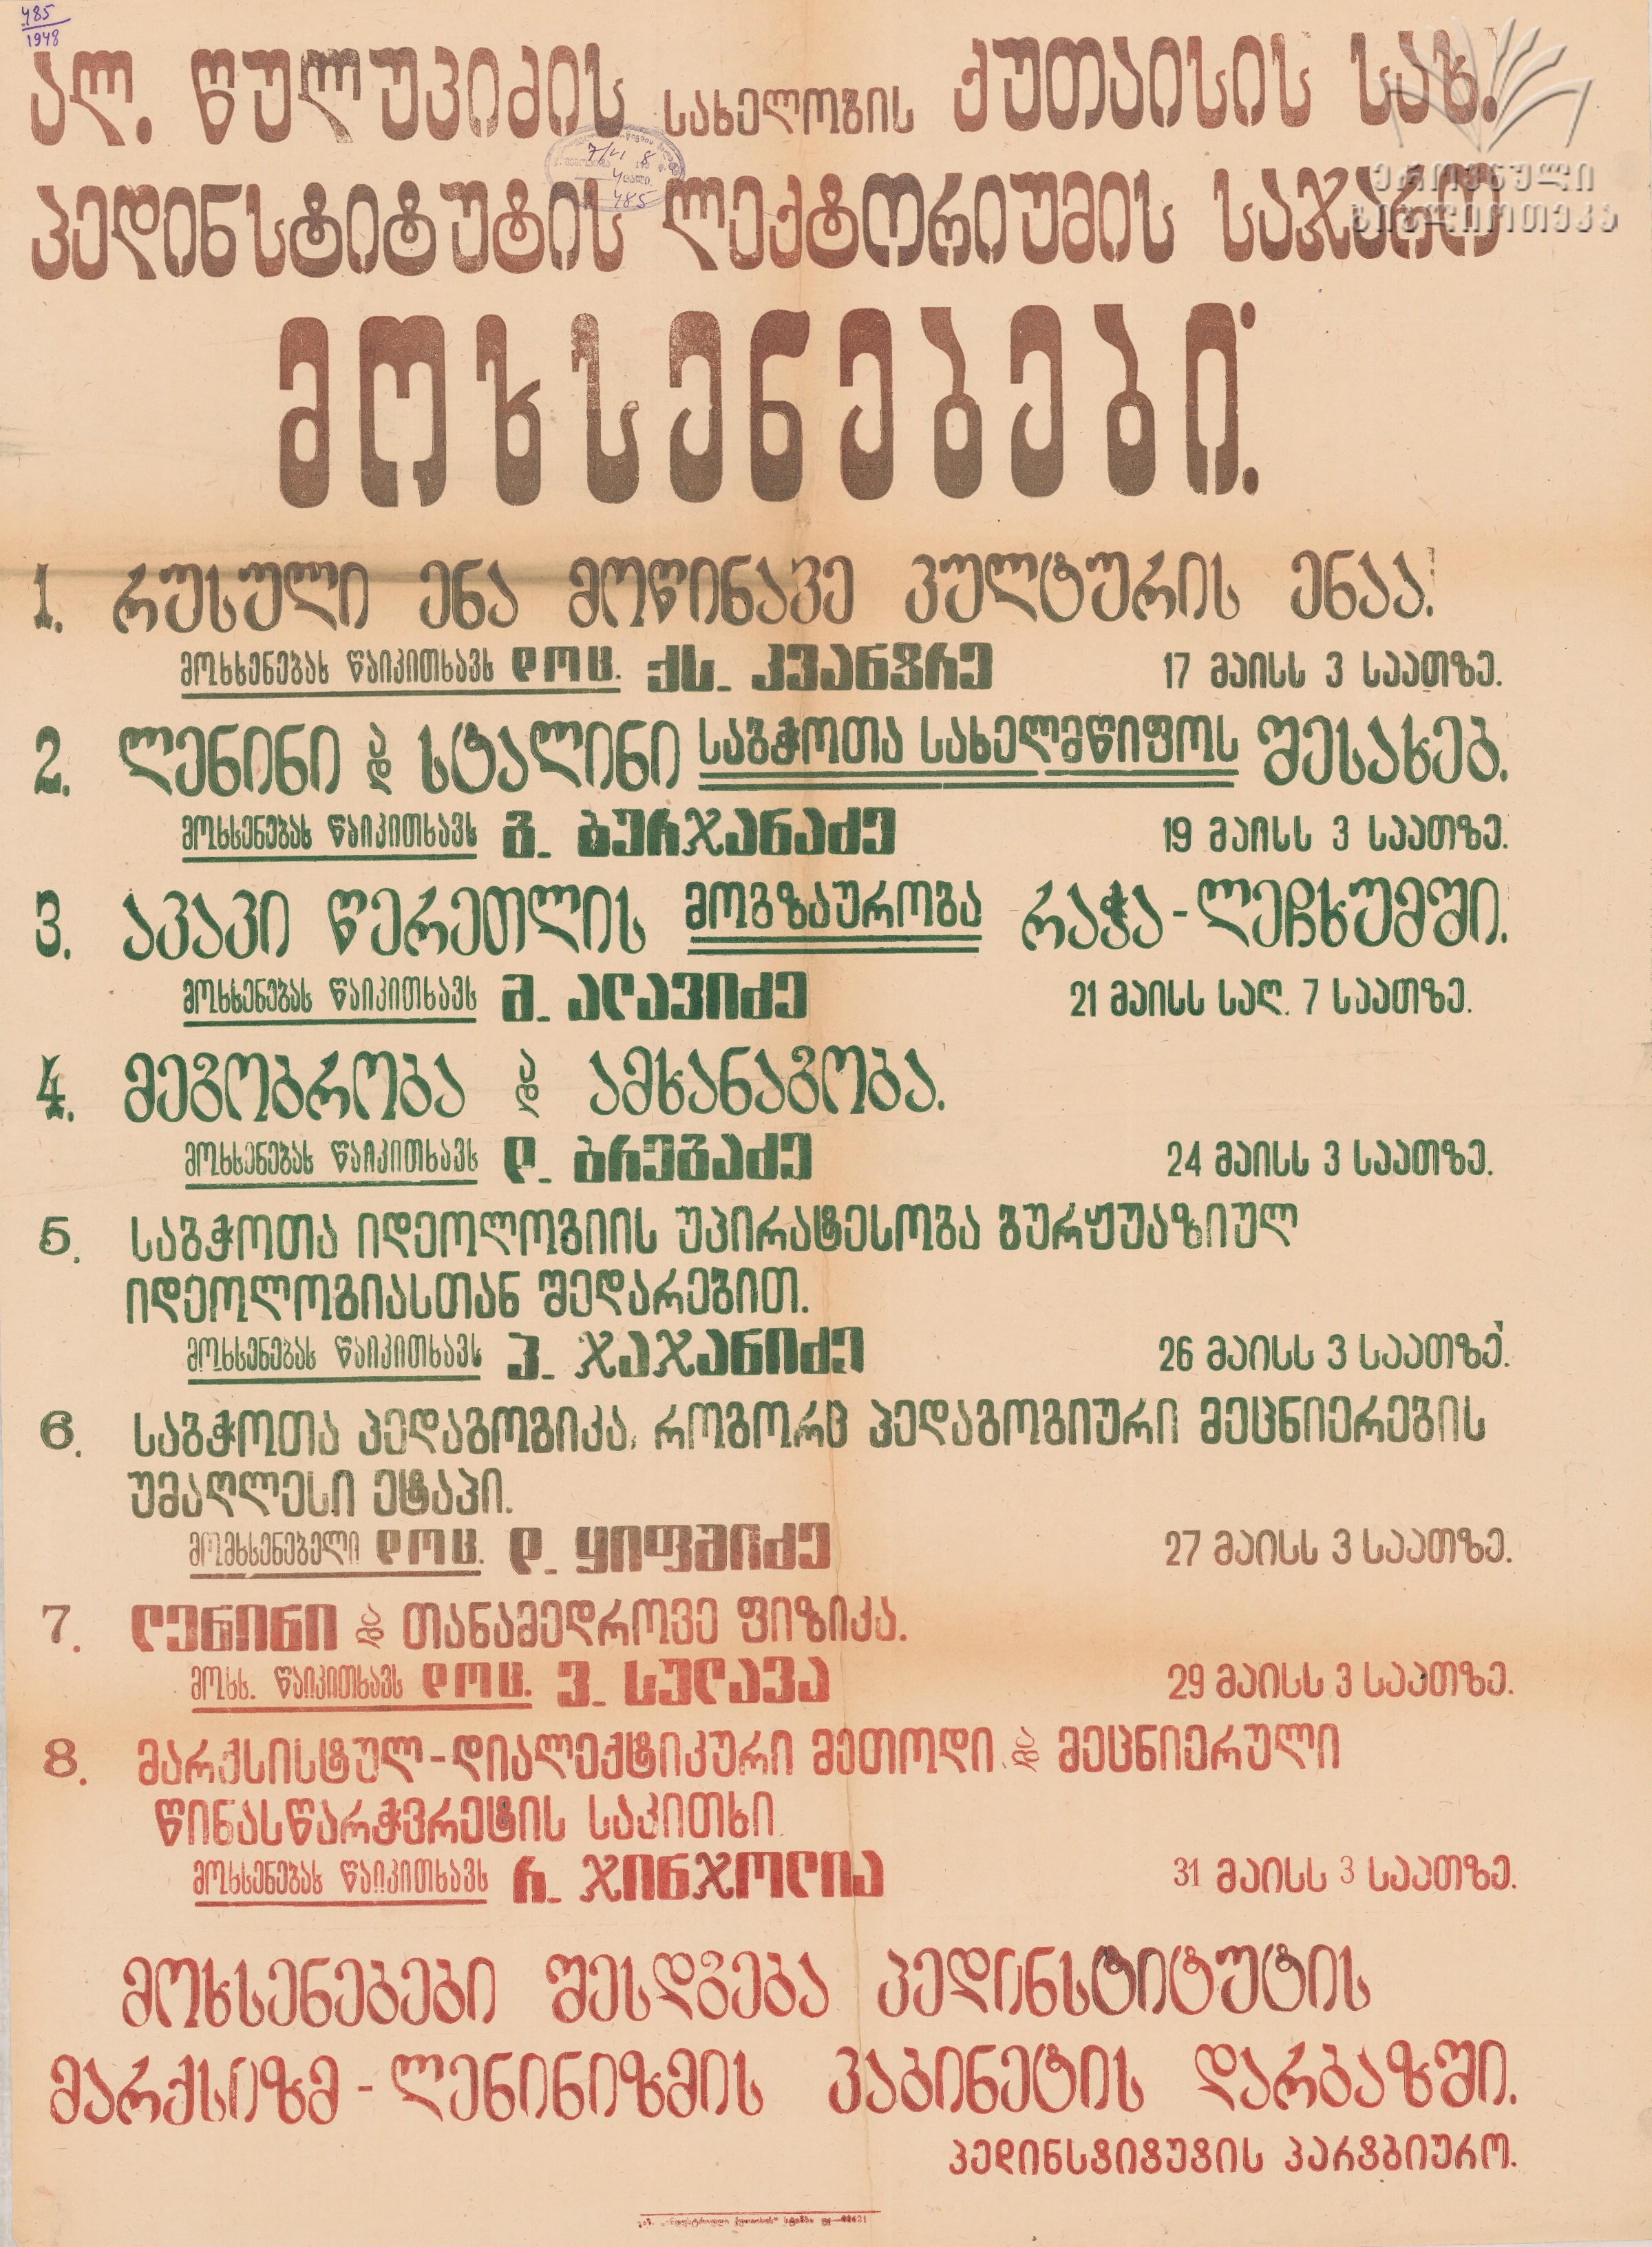 485
1948
ალ. წულუკიძის სახელობის ქუთაისის სახ.
პედინსტიტუტის ლექტორიუმის საჯარო
მოხსენებები:
1. რუსული ენა მოწინავე კულტურის ენაა.
მოხსენებას წაიკითხავს დოც. ქს. კვანჭრე 17 მაისს 3 საათზე.
2. ლენინი და სტალინი საბჭოთა სახელმწიფოს შესახებ.
მოხსენებას წაიკითხავს გ. ბურჯანაძე 19 მაისს 3 საათზე.
3. აკაკი წერეთლის მოგზაურობა რაჭა-ლეჩხუმში.
მოხსენებას წაიკითხავს მ. ალავიძე 21 მაისს საღ. 7 საათზე.
4. მეგობრობა და ამხანაგობა.
მოხსენებას წაიკითხავს დ. ბრეგაძე 24 მაისს 3 საათზე.
5. საბჭოთა იდეოლოგიის უპირატესობა ბურჟუაზიულ
იდეოლოგიასთან შედარებით.
მოხსენებას წაიკითხავს პ. ჯაჯანიძე 26 მაისს 3 საათზე.
6. საბჭოთა პედაგოგიკა, როგორც პედაგოგიური მეცნიერების
უმაღლესი ეტაპი.
მომხსენებელი დოც. დ. ყიფშიძე 27 მაისს 3 საათზე.
7. ლენინი და თანამედროვე ფიზიკა.
მოხს. წაიკითხავს დოც. ვ. სულავა 29 მაისს 3 საათზე.
8. მარქსისტულ-დიალექტიკური მეთოდი და მეცნიერული
წინასწარჭვრეტის საკითხი
მოხსენებას წაიკითხავს რ. ჯინჯოლია 31 მაისს 3 საათზე.
მოხსენებები შესდგება პედინსტიტუტის
მარქსიზმ-ლენინიზმის კაბინეტის დარბაზში.
პედინსტიტუტის პარტბიურო.
ეროვნული
ბიბლიოთეკა